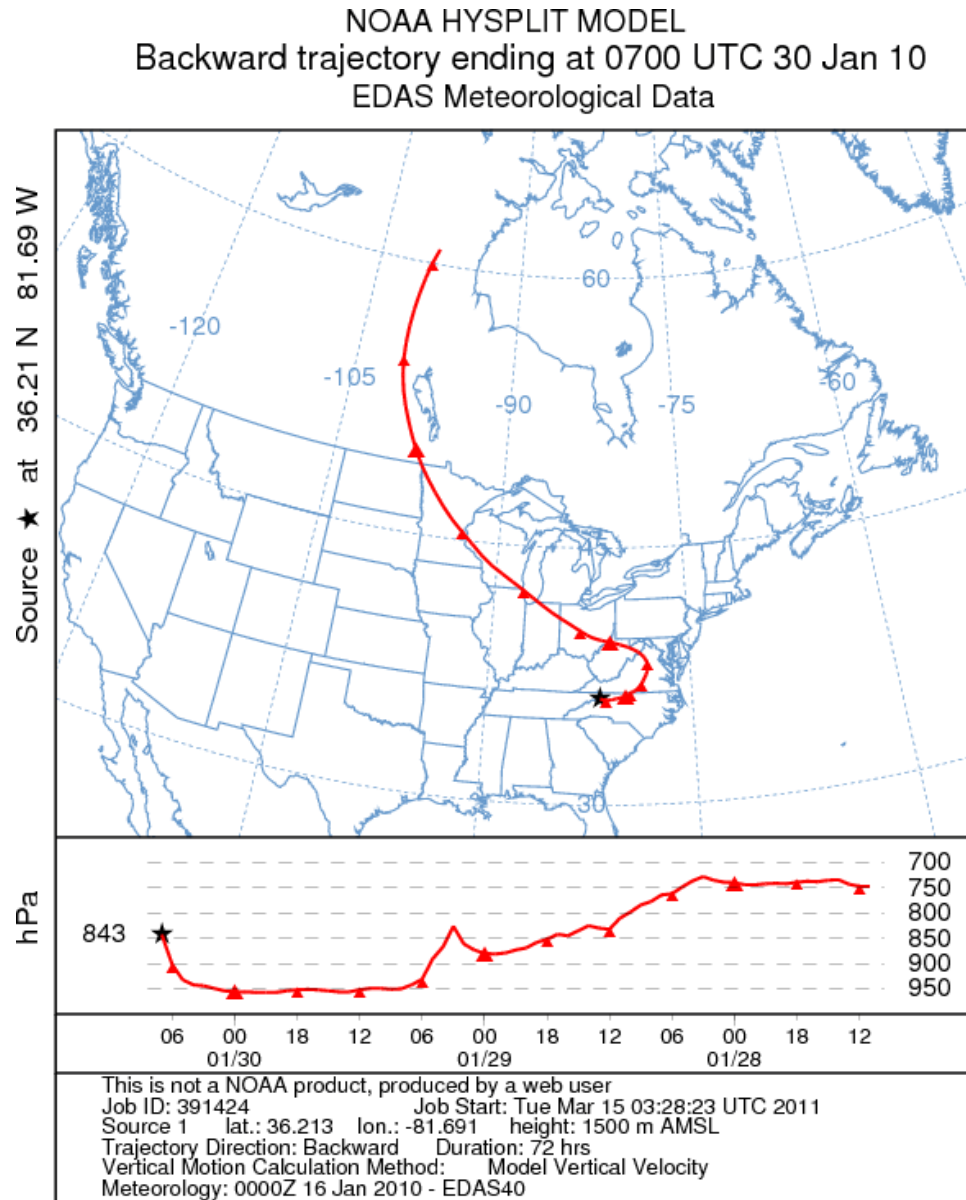 NOAA HYSPLIT MODEL
Backward trajectory ending at 0700 UTC 30 Jan 10
EDAS Meteorological Data
Source ★ at 36.21 N 81.69 W
-120
-105
-90
-75
-60
60
30
hPa
843
700
750
800
850
900
950
06 00 18 12 06 00 18 12 06 00 18 12
01/30 01/29 01/28
This is not a NOAA product, produced by a web user
Job ID: 391424 Job Start: Tue Mar 15 03:28:23 UTC 2011
Source 1 lat.: 36.213 lon.: -81.691 height: 1500 m AMSL
Trajectory Direction: Backward Duration: 72 hrs
Vertical Motion Calculation Method: Model Vertical Velocity
Meteorology: 0000Z 16 Jan 2010 - EDAS40